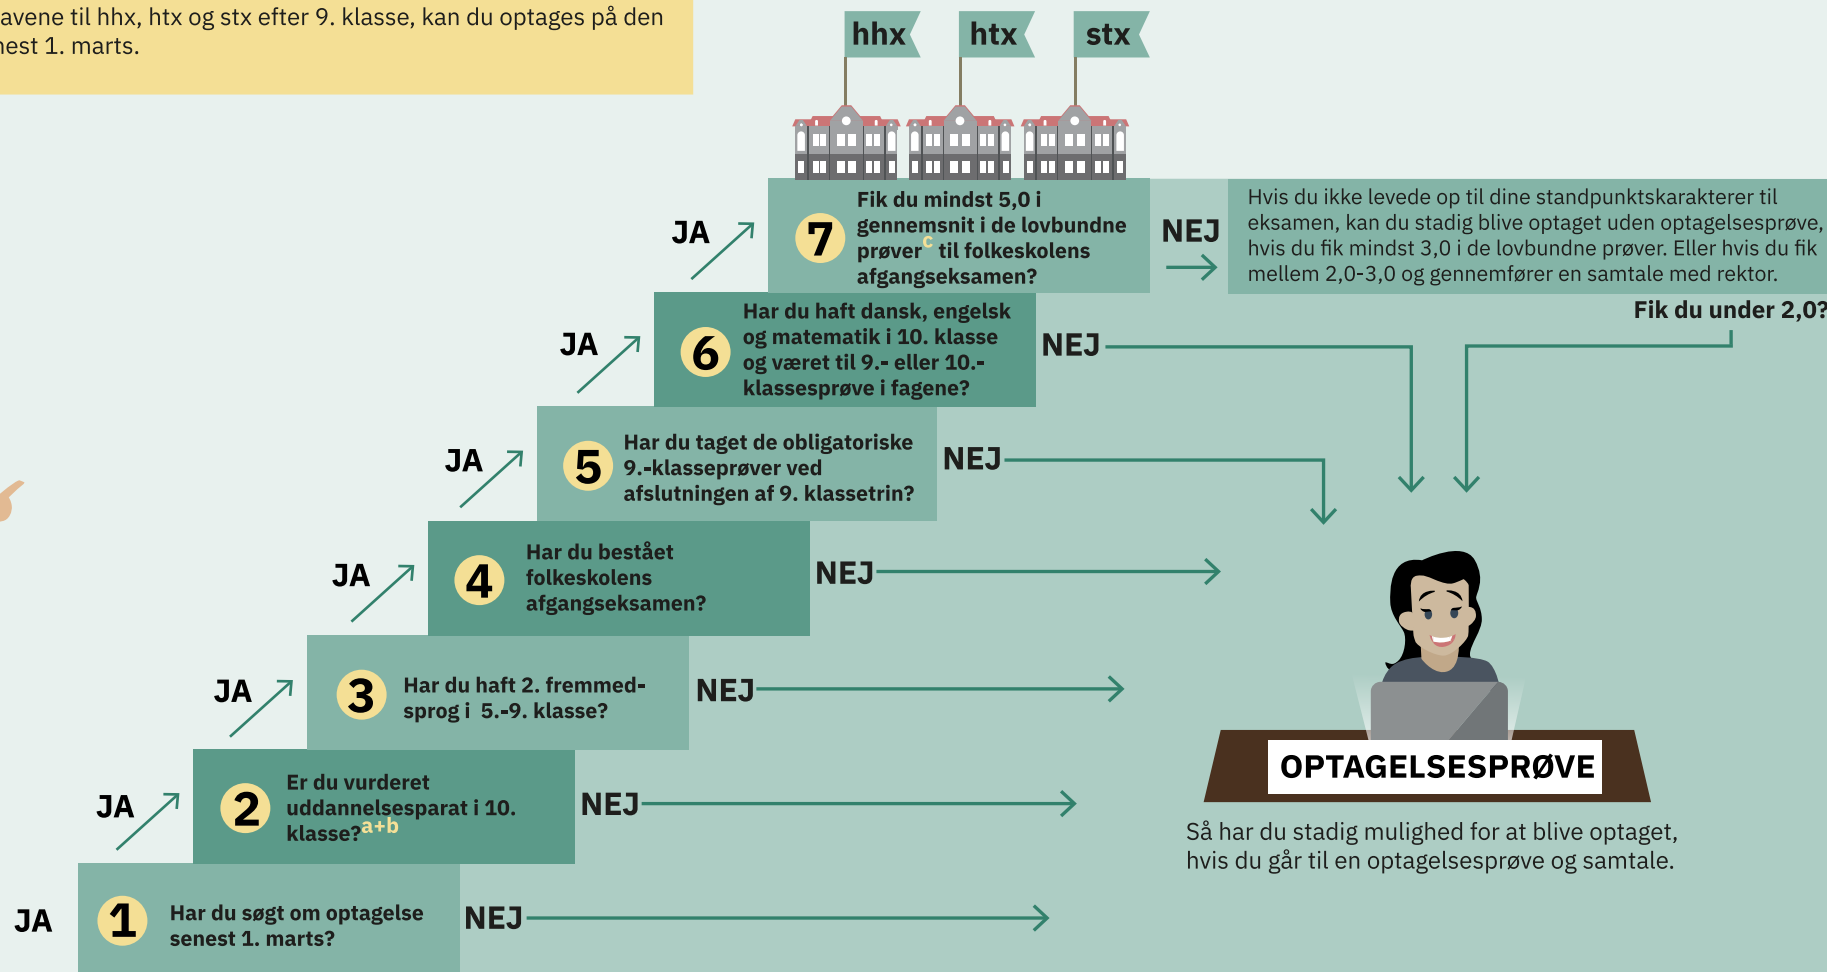 til hhx, htx og stx efter 9. klasse, kan du optages på den
1. marts.
hhx
htx
stx
JA
7
Fik du mindst 5,0 i
gennemsnit i de lovbundne
prøver c til folkeskolens
afgangseksamen?
NEJ
Hvis du ikke levede op til dine standpunktskarakterer til
eksamen, kan du stadig blive optaget uden optagelsesprøve,
hvis du fik mindst 3,0 i de lovbundne prøver. Eller hvis du fik
mellem 2,0-3,0 og gennemfører en samtale med rektor.
Fik du under 2,0?
JA
6
Har du haft dansk, engelsk
og matematik i 10. klasse
og været til 9.- eller 10.-
klassesprøve i fagene?
NEJ
JA
5
Har du taget de obligatoriske
9.-klasseprøver ved
afslutningen af 9. klassetrin?
NEJ
JA
4
Har du bestået
folkeskolens
afgangseksamen?
NEJ
JA
3
Har du haft 2. fremmed-
sprog i 5.-9. klasse?
NEJ
JA
2
Er du vurderet
uddannelsesparat i 10.
klasse? a+b
NEJ
JA
1
Har du søgt om optagelse
senest 1. marts?
NEJ
OPTAGELSESPRØVE
Så har du stadig mulighed for at blive optaget,
hvis du går til en optagelsesprøve og samtale.